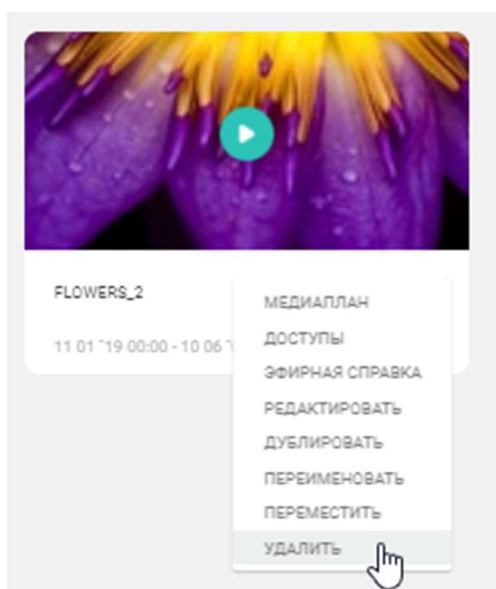 FLOWERS_2
11 01 '19 00:00 - 10 06
МЕДИАПЛАН
ДОСТУПЫ
ЭФИРНАЯ СПРАВКА
РЕДАКТИРОВАТЬ
ДУБЛИРОВАТЬ
ПЕРЕИМЕНОВАТЬ
ПЕРЕМЕСТИТЬ
УДАЛИТЬ